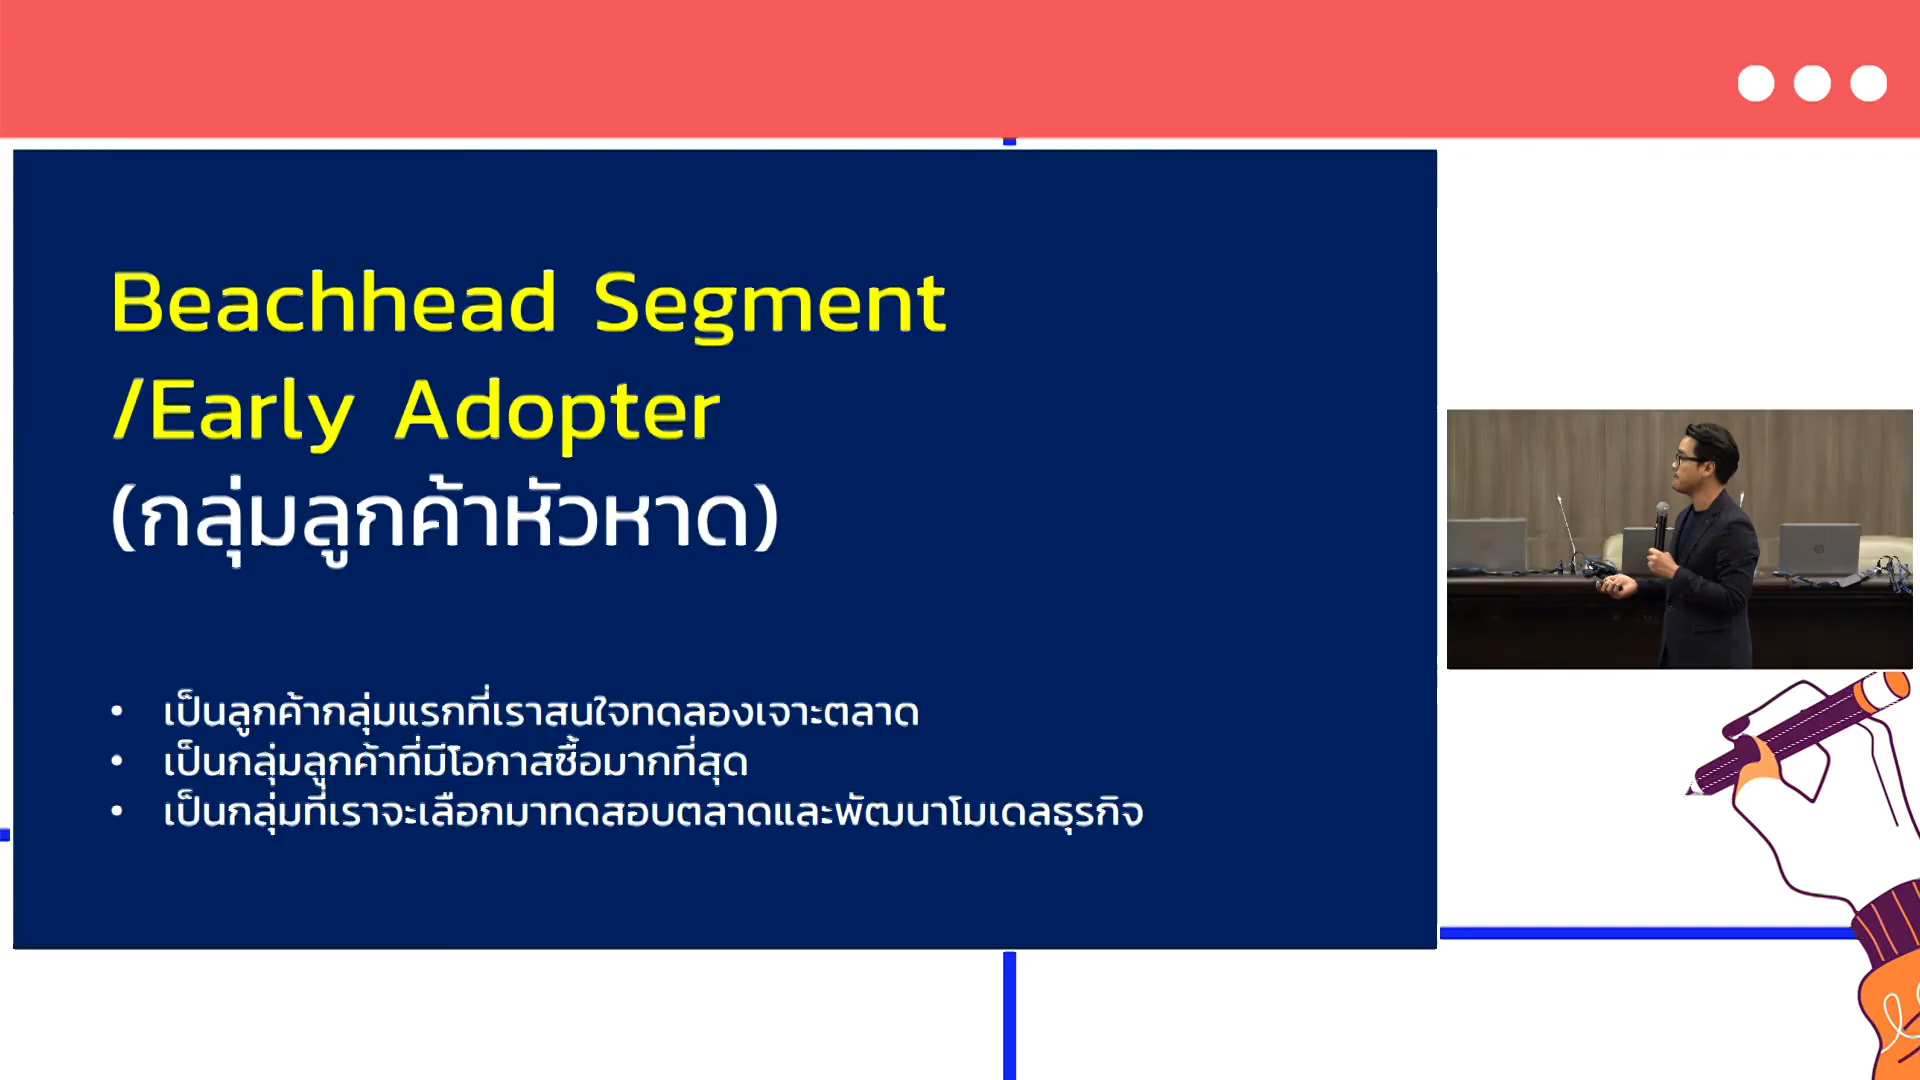 Beachhead Segment
/Early Adopter
(กลุ่มลูกค้าหัวหาด)
• เป็นลูกค้ากลุ่มแรกที่เราสนใจทดลองเจาะตลาด
• เป็นกลุ่มลูกค้าที่มีโอกาสซื้อมากที่สุด
• เป็นกลุ่มที่เราจะเลือกมาทดสอบตลาดและพัฒนาโมเดลธุรกิจ